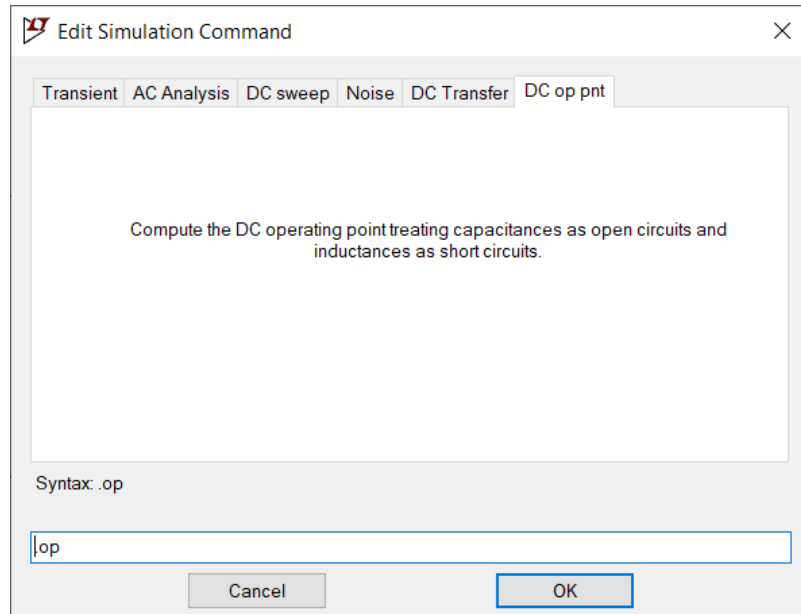 Edit Simulation Command
Transient AC Analysis DC sweep Noise DC Transfer DC op pnt
Compute the DC operating point treating capacitances as open circuits and
inductances as short circuits.
Syntax: .op
.op
Cancel OK